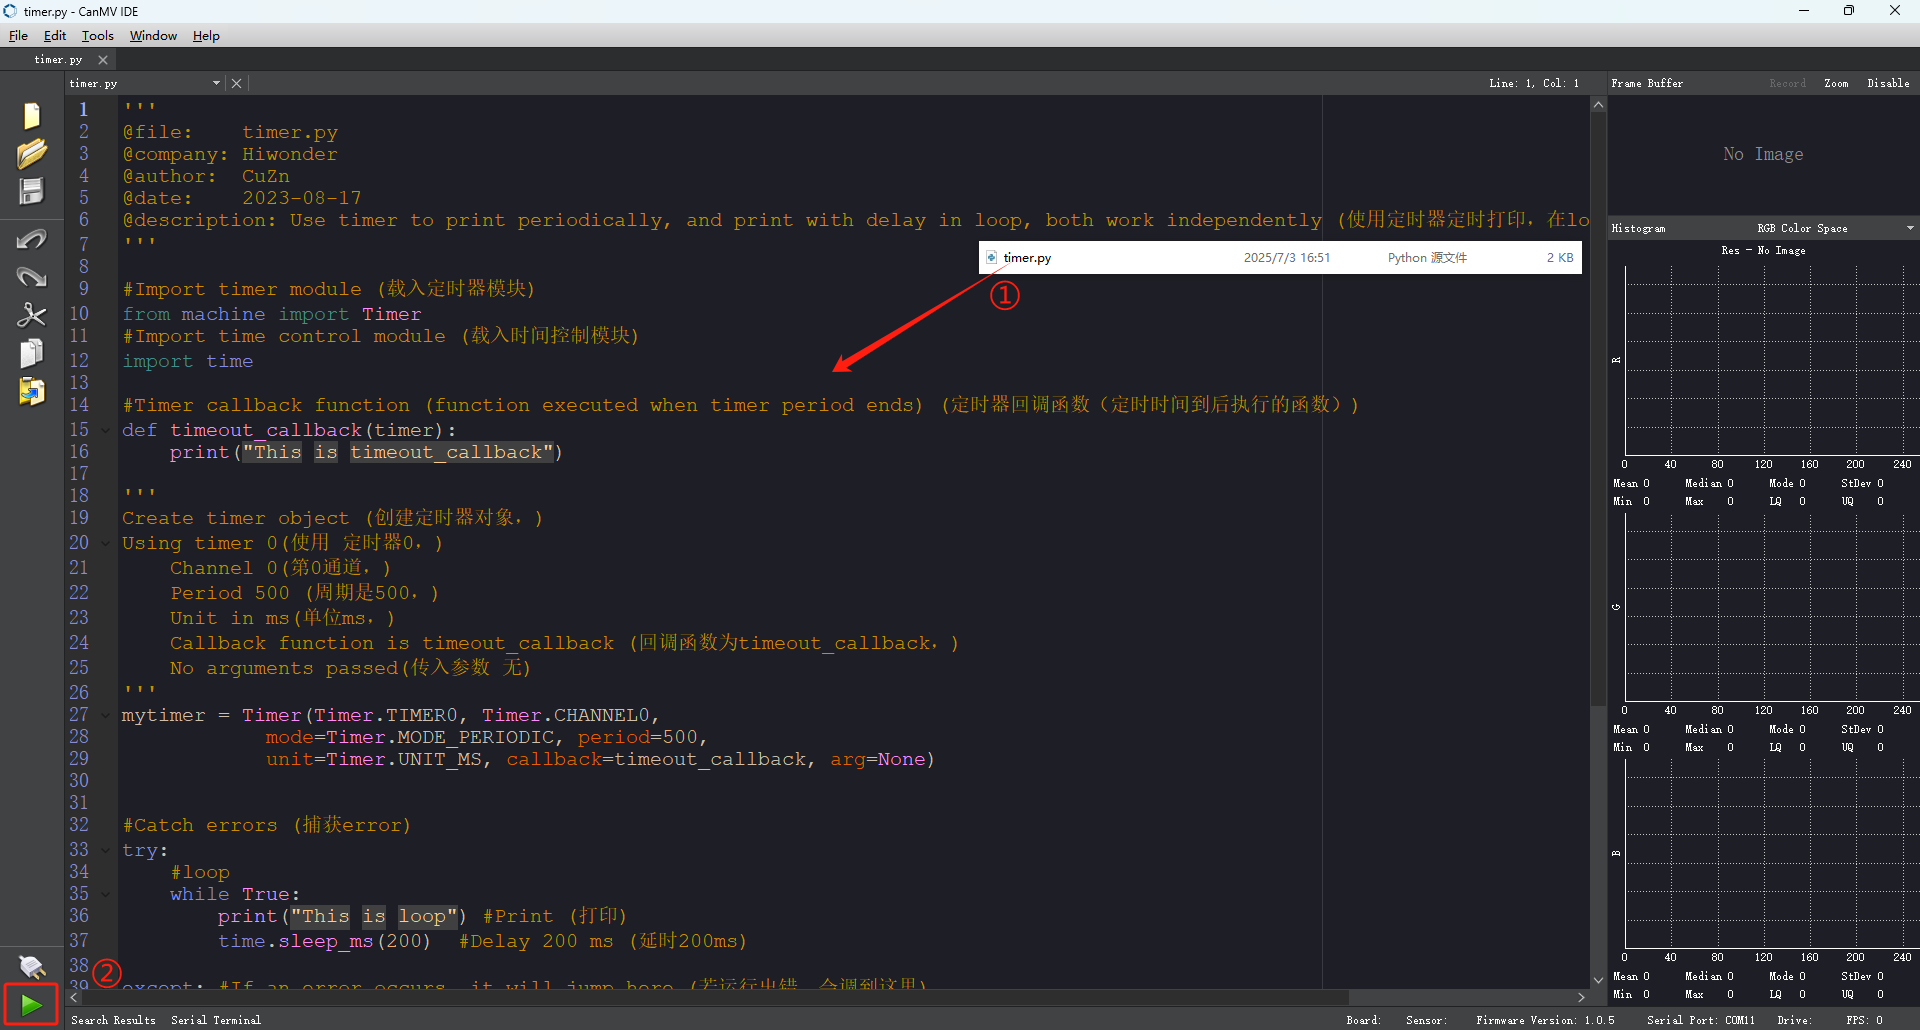 timer.py - CanMV IDE
File Edit Tools Window Help
timer.py
timer.py
Line: 1, Col: 1
1 '''
2 @file: timer.py
3 @company: Hiwonder
4 @author: CuZn
5 @date: 2023-08-17
6 @description: Use timer to print periodically, and print with delay in loop, both work independently (使用定时器定时打印，在lo
7 '''
8
9 #Import timer module (载入定时器模块)
10 from machine import Timer
11 #Import time control module (载入时间控制模块)
12 import time
13
14 #Timer callback function (function executed when timer period ends) (定时器回调函数（定时时间到后执行的函数）)
15 def timeout_callback(timer):
16 print("This is timeout_callback")
17
18 '''
19 Create timer object (创建定时器对象，)
20 Using timer 0(使用 定时器0，)
21 Channel 0(第0通道，)
22 Period 500 (周期是500，)
23 Unit in ms(单位ms，)
24 Callback function is timeout_callback (回调函数为timeout_callback，)
25 No arguments passed(传入参数 无)
26 '''
27 mytimer = Timer(Timer.TIMER0, Timer.CHANNEL0,
28 mode=Timer.MODE_PERIODIC, period=500,
29 unit=Timer.UNIT_MS, callback=timeout_callback, arg=None)
30
31
32 #Catch errors (捕获error)
33 try:
34 #loop
35 while True:
36 print("This is loop") #Print (打印)
37 time.sleep_ms(200) #Delay 200 ms (延时200ms)
38
39 except: #If an error occurs, it will jump here (若运行出错，会调到这里)
timer.py 2025/7/3 16:51 Python 源文件 2 KB
①
②
Frame Buffer Record Zoom Disable
No Image
Histogram RGB Color Space
Res - No Image
R
0 40 80 120 160 200 240
Mean 0 Median 0 Mode 0 StDev 0
Min 0 Max 0 LQ 0 UQ 0
G
0 40 80 120 160 200 240
Mean 0 Median 0 Mode 0 StDev 0
Min 0 Max 0 LQ 0 UQ 0
B
0 40 80 120 160 200 240
Mean 0 Median 0 Mode 0 StDev 0
Min 0 Max 0 LQ 0 UQ 0
Search Results Serial Terminal
Board: Sensor: Firmware Version: 1.0.5 Serial Port: COM11 Drive: FPS: 0